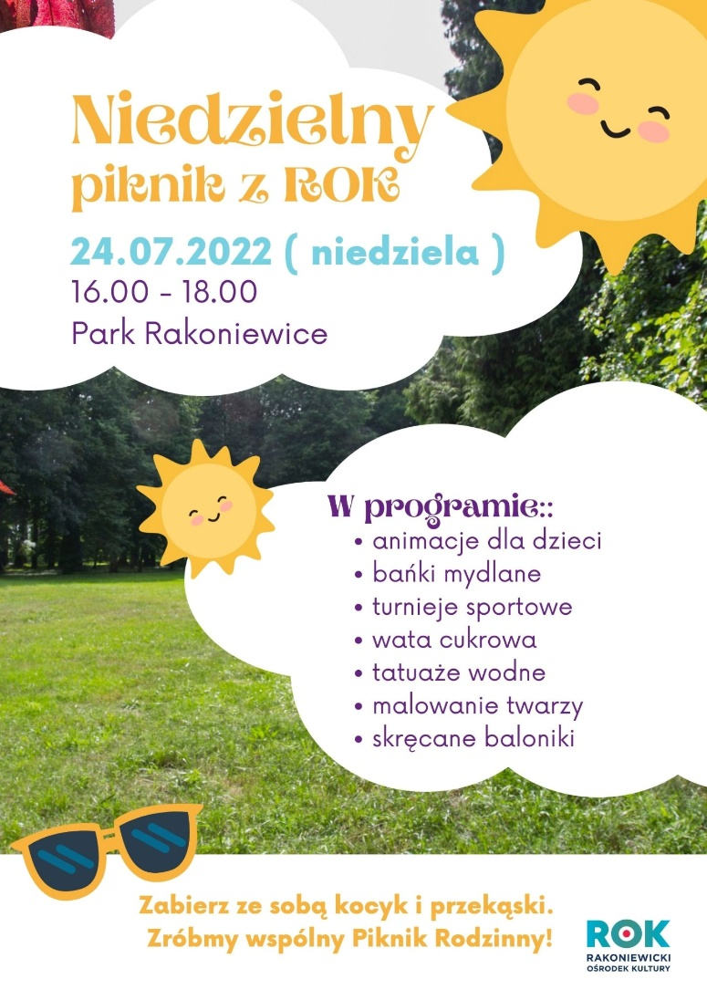 Niedzielny
piknik z ROK
24.07.2022 ( niedziela )
16.00 - 18.00
Park Rakoniewice
W programie::
• animacje dla dzieci
• bańki mydlane
• turnieje sportowe
• wata cukrowa
• tatuaże wodne
• malowanie twarzy
• skręcane baloniki
Zabierz ze sobą kocyk i przekąski.
Zróbmy wspólny Piknik Rodzinny!
ROK
RAKONIEWICKI
OŚRODEK KULTURY